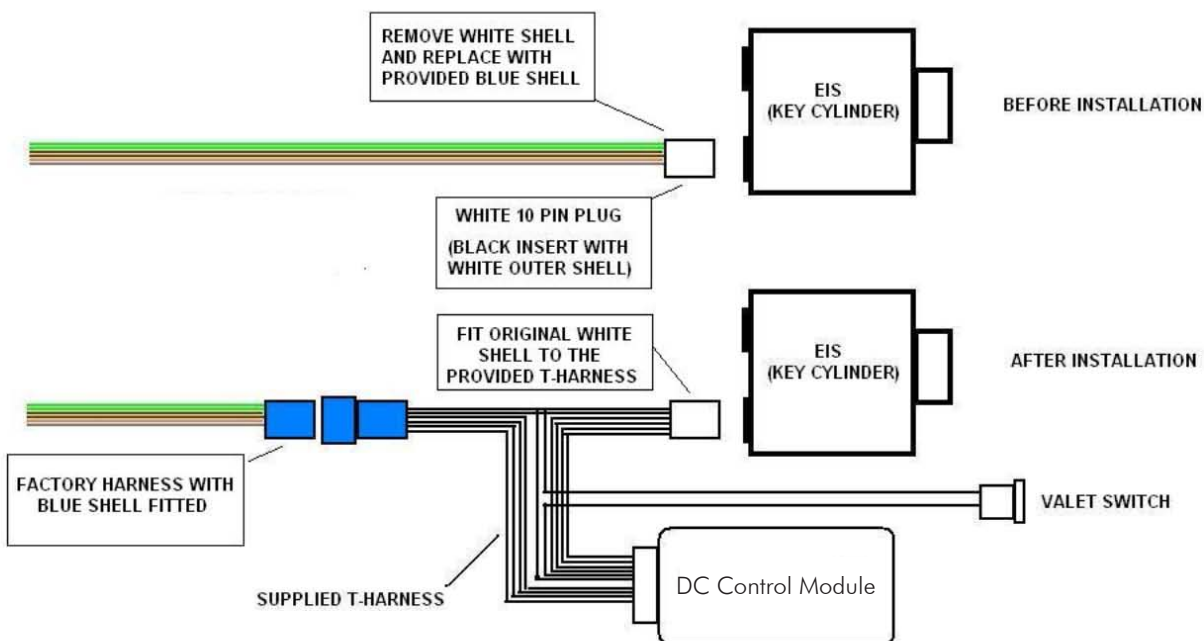 REMOVE WHITE SHELL
AND REPLACE WITH
PROVIDED BLUE SHELL
EIS
(KEY CYLINDER)
BEFORE INSTALLATION
WHITE 10 PIN PLUG
(BLACK INSERT WITH
WHITE OUTER SHELL)
FIT ORIGINAL WHITE
SHELL TO THE
PROVIDED T-HARNESS
EIS
(KEY CYLINDER)
AFTER INSTALLATION
FACTORY HARNESS WITH
BLUE SHELL FITTED
VALET SWITCH
SUPPLIED T-HARNESS
DC Control Module